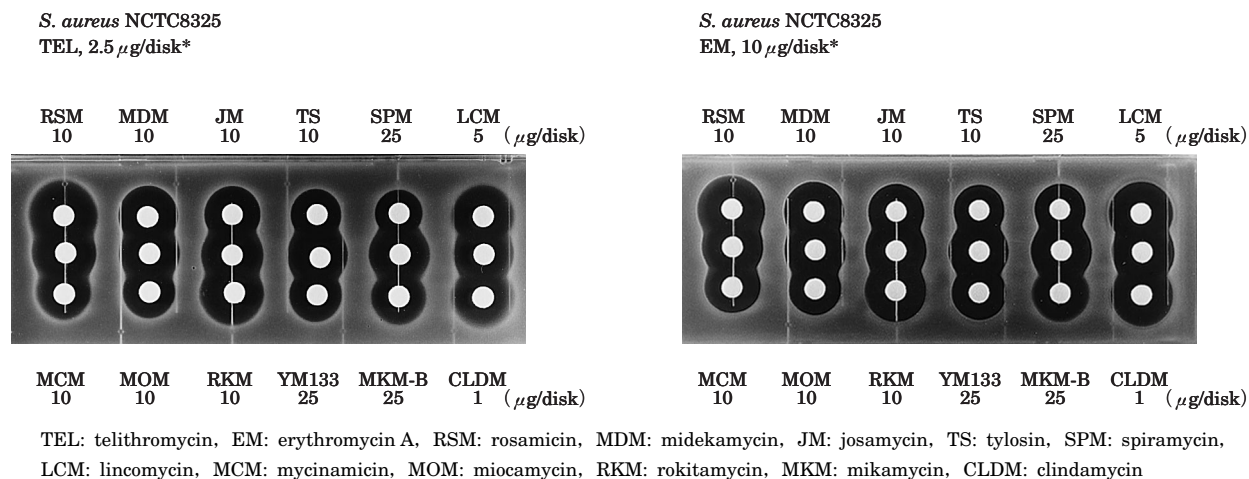 S. aureus NCTC8325
TEL, 2.5 μg/disk*
RSM MDM JM TS SPM LCM
10 10 10 10 25 5 (μg/disk)
MCM MOM RKM YM133 MKM-B CLDM
10 10 10 25 25 1 (μg/disk)
S. aureus NCTC8325
EM, 10 μg/disk*
RSM MDM JM TS SPM LCM
10 10 10 10 25 5 (μg/disk)
MCM MOM RKM YM133 MKM-B CLDM
10 10 10 25 25 1 (μg/disk)
TEL: telithromycin, EM: erythromycin A, RSM: rosamicin, MDM: midekamycin, JM: josamycin, TS: tylosin, SPM: spiramycin,
LCM: lincomycin, MCM: mycinamicin, MOM: miocamycin, RKM: rokitamycin, MKM: mikamycin, CLDM: clindamycin